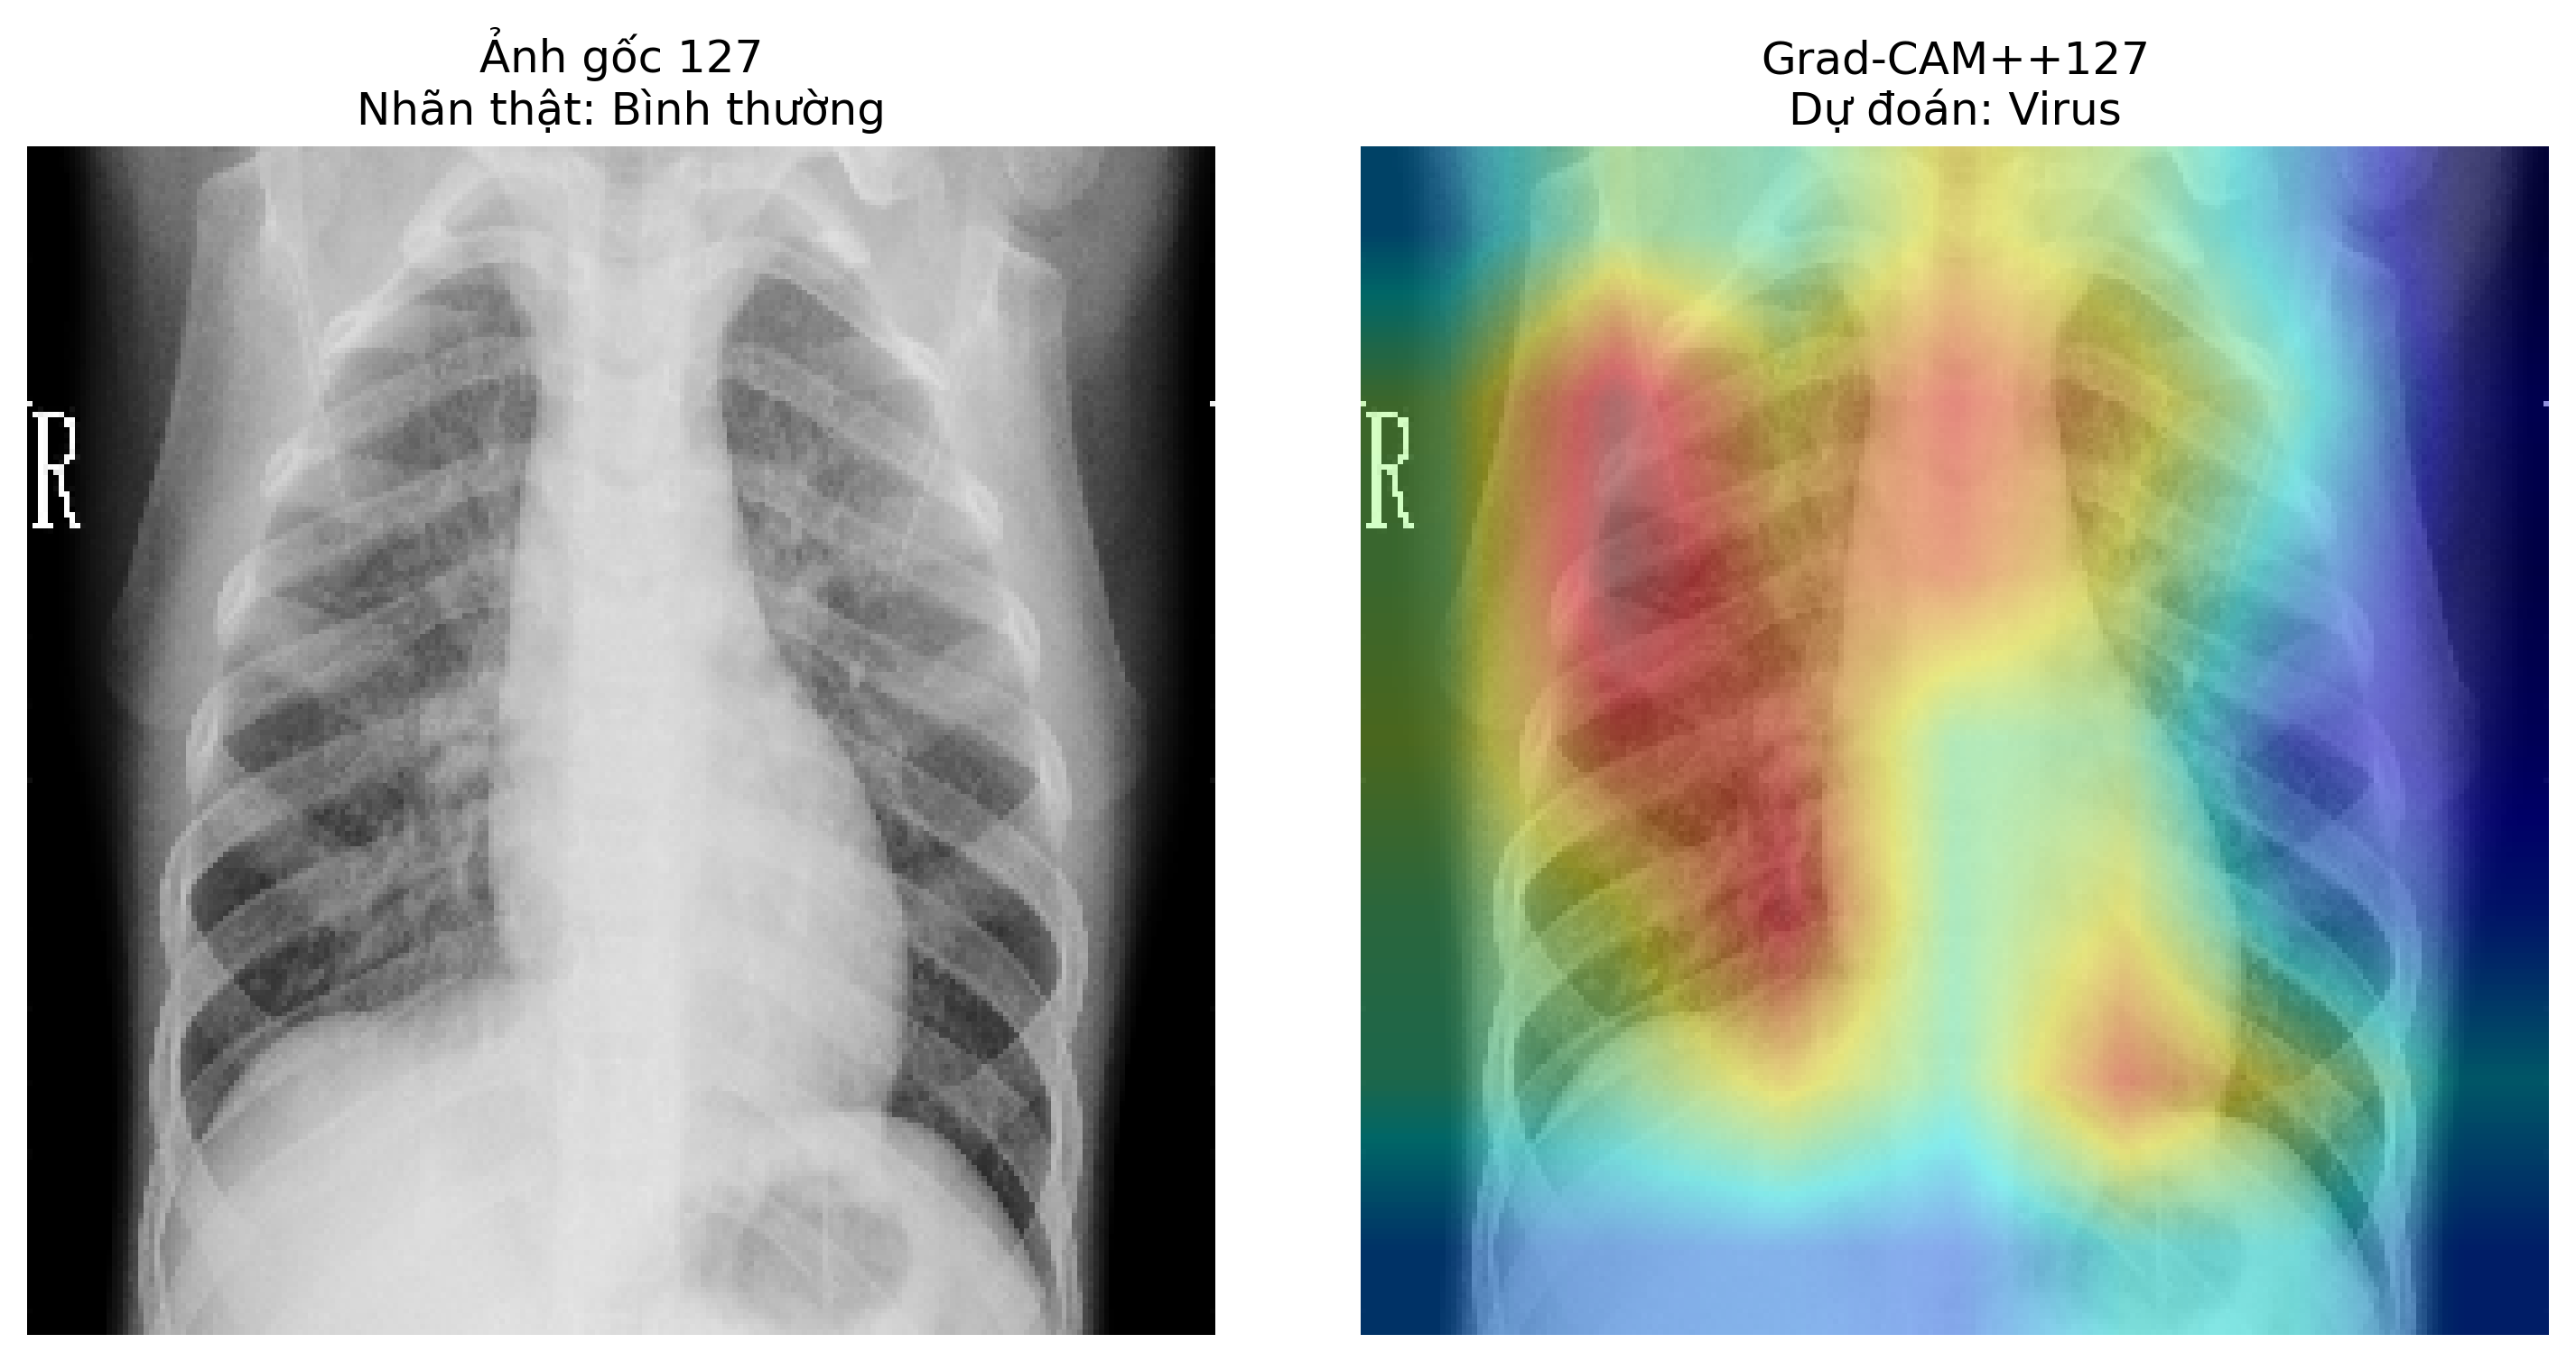 Ảnh gốc 127
Nhãn thật: Bình thường
Grad-CAM++127
Dự đoán: Virus
R
R